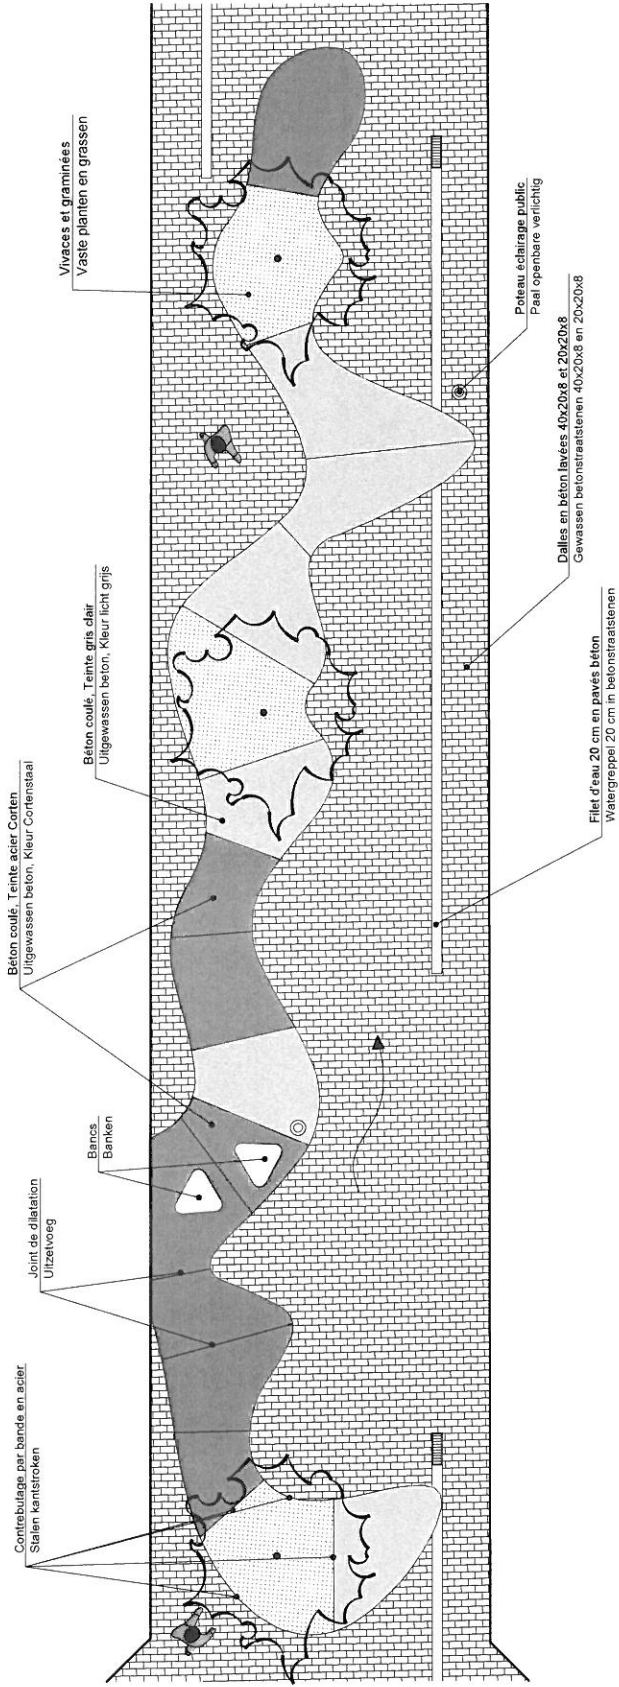 Contrebutage par bande en acier
Stalen kantstroken
Joint de dilatation
Uitzetvoeg
Bancs
Banken
Béton coulé, Teinte acier Corten
Uitgewassen beton, Kleur Cortenstaal
Béton coulé, Teinte gris clair
Uitgewassen beton, Kleur licht grijs
Vivaces et graminées
Vaste planten en grassen
Filet d'eau 20 cm en pavés béton
Watergreppel 20 cm in betonstraatstenen
Dalles en béton lavées 40x20x8 et 20x20x8
Gewassen betonstraatstenen 40x20x8 en 20x20x8
Poteau éclairage public
Paal openbare verlichtig